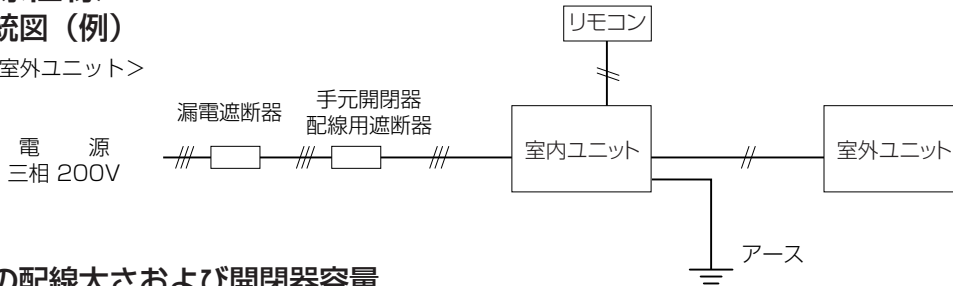 統図（例）
室外ユニット＞
リモコン
漏電遮断器
手元開閉器
配線用遮断器
電　　源
三相 200V
室内ユニット
室外ユニット
アース
の配線太さおよび開閉器容量